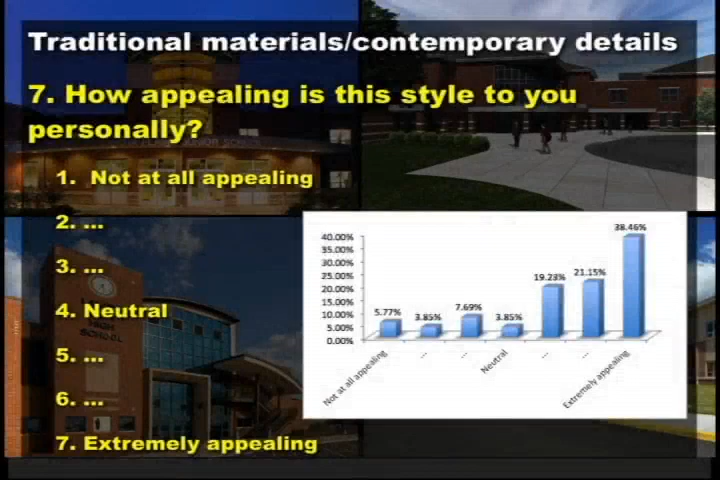 Traditional materials/contemporary details
7. How appealing is this style to you
personally?
1. Not at all appealing
2. ...
3. ...
4. Neutral
5. ...
6. ...
7. Extremely appealing
40.00%
35.00%
30.00%
25.00%
20.00%
15.00%
10.00%
5.00%
0.00%
5.77%
3.85%
7.69%
3.85%
19.23%
21.15%
38.46%
Not at all appealing
...
...
Neutral
...
...
Extremely appealing
HIGH
SCHOOL